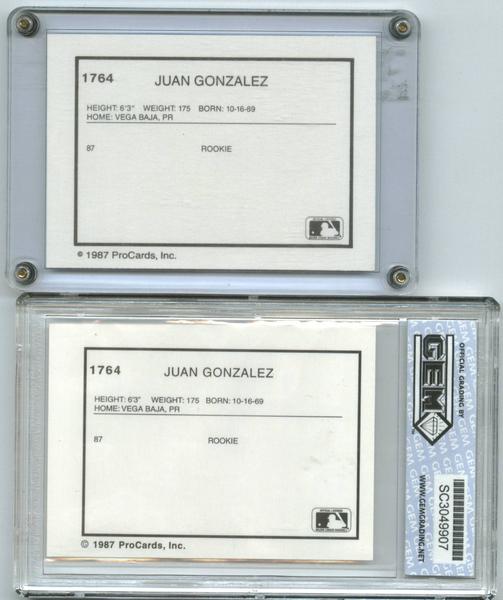 1764 JUAN GONZALEZ
HEIGHT: 6'3" WEIGHT: 175 BORN: 10-16-69
HOME: VEGA BAJA, PR
87 ROOKIE
© 1987 ProCards, Inc.
1764 JUAN GONZALEZ
HEIGHT: 6'3" WEIGHT: 175 BORN: 10-16-69
HOME: VEGA BAJA, PR
87 ROOKIE
© 1987 ProCards, Inc.
OFFICIAL GRADING BY
GEM
WWW.GEMGRADING.NET
SC3049907